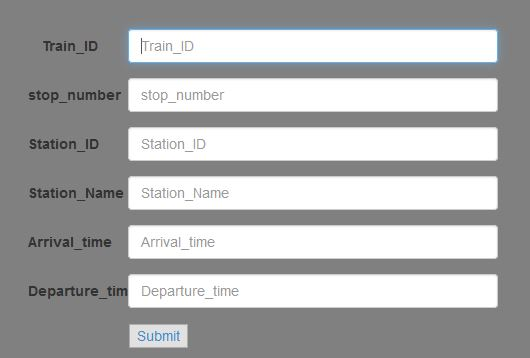 Train_ID Train_ID
stop_number stop_number
Station_ID Station_ID
Station_Name Station_Name
Arrival_time Arrival_time
Departure_tim Departure_time
Submit